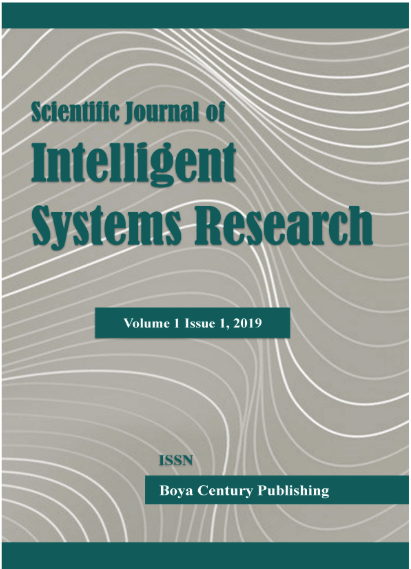 Scientific Journal of
Intelligent
Systems Research
Volume 1 Issue 1, 2019
ISSN
Boya Century Publishing